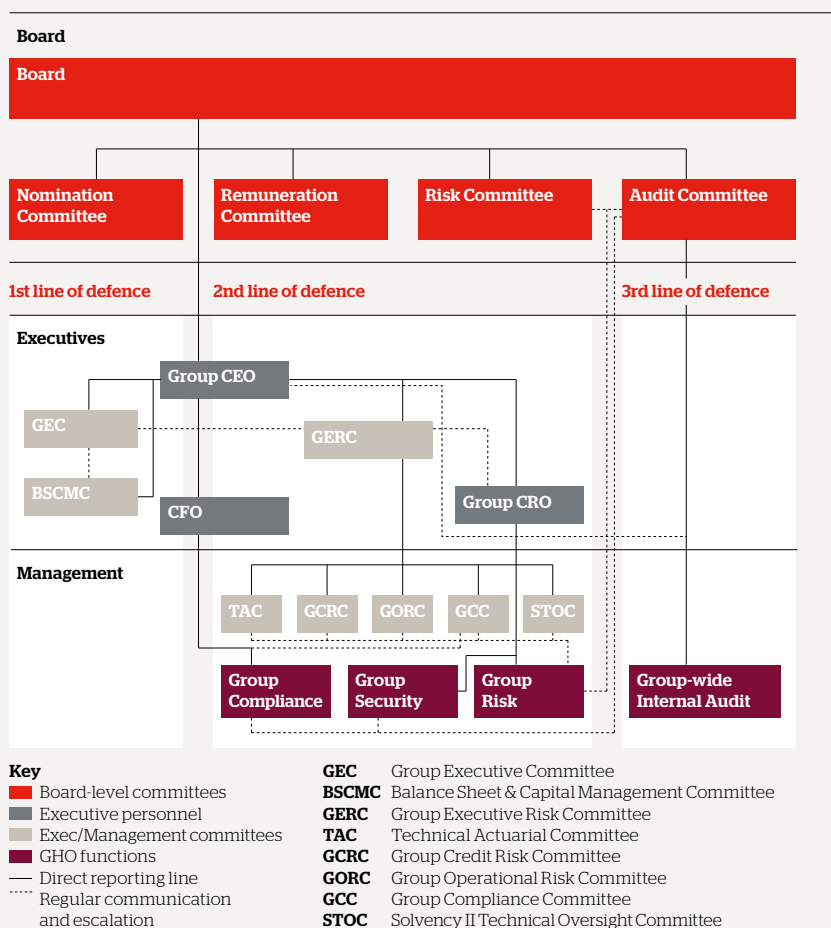 Board
Board
Nomination
Committee
Remuneration
Committee
Risk Committee
Audit Committee
1st line of defence
2nd line of defence
3rd line of defence
Executives
Group CEO
GEC
GERC
BSCMC
CFO
Group CRO
Management
TAC
GCRC
GORC
GCC
STOC
Group
Compliance
Group
Security
Group
Risk
Group-wide
Internal Audit
Key
Board-level committees
Executive personnel
Exec/Management committees
GHO functions
Direct reporting line
Regular communication
and escalation
GEC Group Executive Committee
BSCMC Balance Sheet & Capital Management Committee
GERC Group Executive Risk Committee
TAC Technical Actuarial Committee
GCRC Group Credit Risk Committee
GORC Group Operational Risk Committee
GCC Group Compliance Committee
STOC Solvency II Technical Oversight Committee